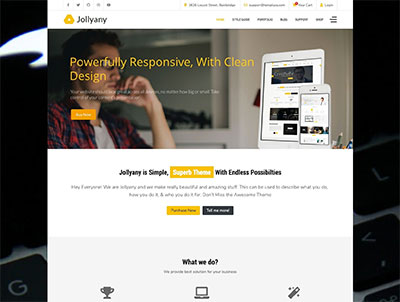 Jollyany
HOME STYLE GUIDE PORTFOLIO BLOG SUPPORT SHOP
Powerfully Responsive, With Clean
Design
Buy Now
Jollyany is Simple, Superb Theme With Endless Possibilties
Hey Everyone! We are Jollyany and we make really beautiful and amazing stuff. This can be used to describe what you do,
how you do it, & who you do it for. Don't Miss the Awesome Theme
Purchase Now Tell me more!
What we do?
We provide best solution for your business